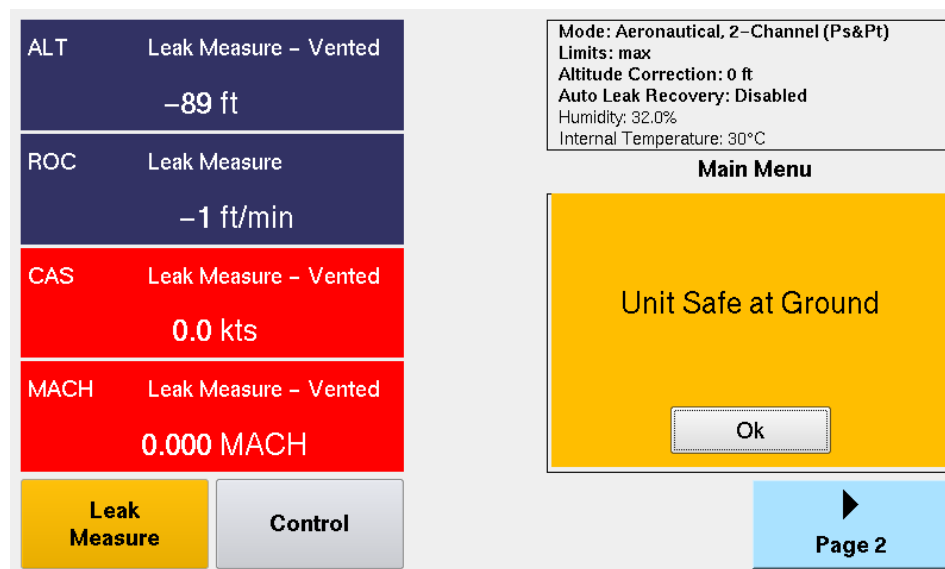 ALT Leak Measure – Vented
–89 ft
ROC Leak Measure
–1 ft/min
CAS Leak Measure – Vented
0.0 kts
MACH Leak Measure – Vented
0.000 MACH
Leak
Measure
Control
Mode: Aeronautical, 2–Channel (Ps&Pt)
Limits: max
Altitude Correction: 0 ft
Auto Leak Recovery: Disabled
Humidity: 32.0%
Internal Temperature: 30°C
Main Menu
Unit Safe at Ground
Ok
Page 2